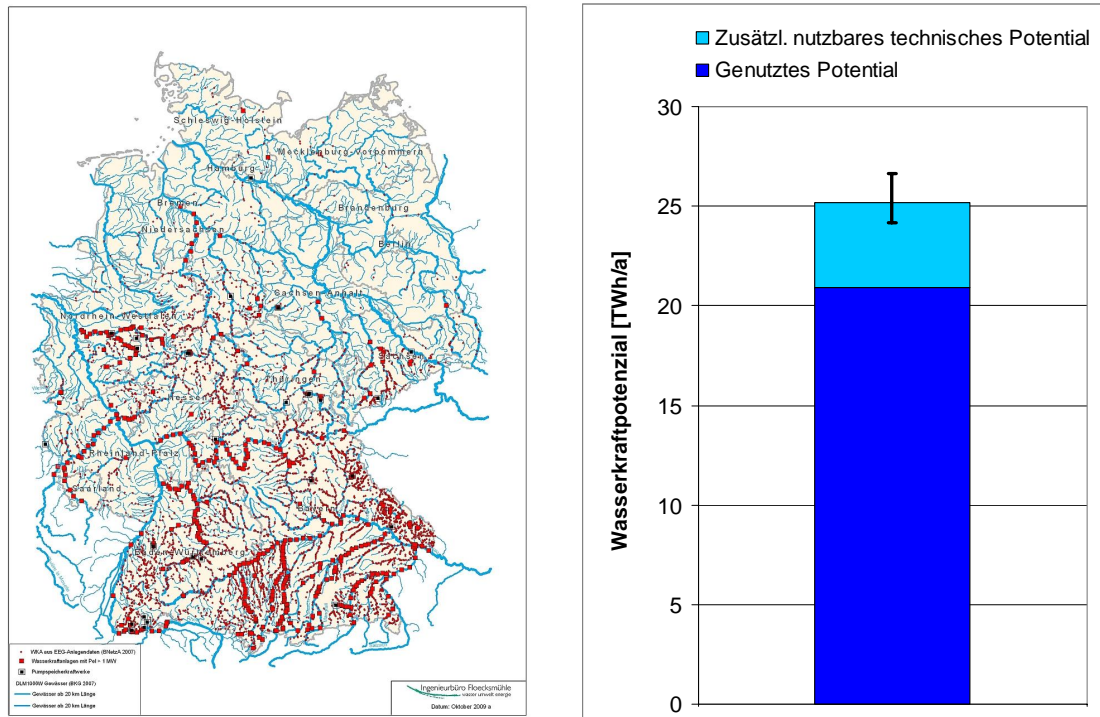 Schleswig-Holstein
Mecklenburg-Vorpommern
Hamburg
Bremen
Brandenburg
Niedersachsen
Berlin
Sachsen-Anhalt
Nordrhein-Westfalen
Sachsen
Thüringen
Hessen
Rheinland-Pfalz
Saarland
Bayern
Baden-Württemberg
WKA aus EEG-Anlagendaten (BNetzA 2007)
Wasserkraftanlagen mit Pel > 1 MW
Pumpspeicherkraftwerke
DLM1000W Gewässer (BKG 2007)
Gewässer ab 20 km Länge
Gewässer ab 20 km Länge
Ingenieurbüro Floecksmühle
wasser umwelt energie
Datum: Oktober 2009 a
Zusätzl. nutzbares technisches Potential
Genutztes Potential
Wasserkraftpotenzial [TWh/a]
30
25
20
15
10
5
0